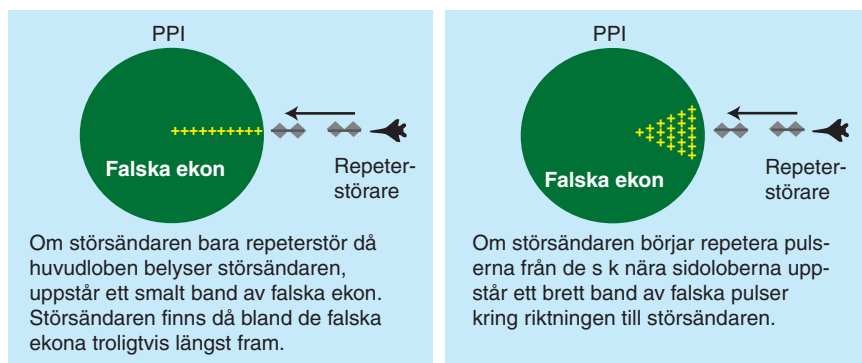 PPI
Falska ekon
Repeter-
störare
Om störsändaren bara repeterstör då
huvudloben belyser störsändaren,
uppstår ett smalt band av falska ekon.
Störsändaren finns då bland de falska
ekona troligtvis längst fram.
PPI
Falska ekon
Repeter-
störare
Om störsändaren börjar repetera puls-
erna från de s k nära sidoloberna upp-
står ett brett band av falska pulser
kring riktningen till störsändaren.